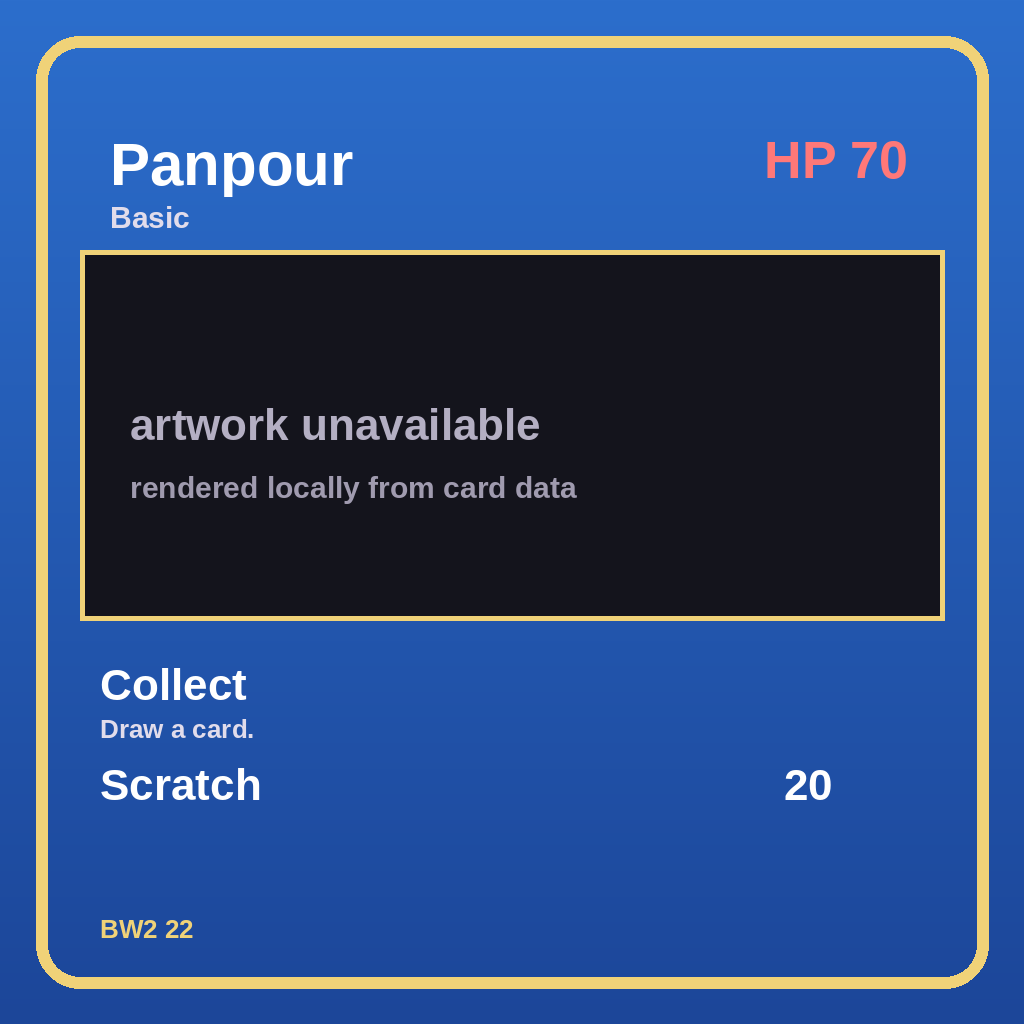 Panpour
HP 70
Basic
artwork unavailable
rendered locally from card data
Collect
Draw a card.
Scratch 20
BW2 22